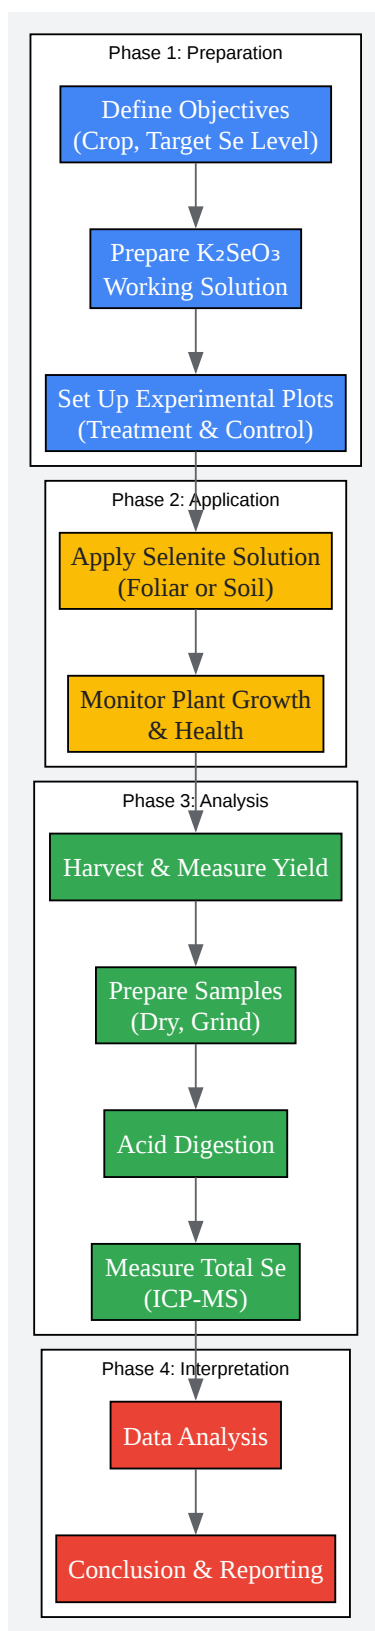 Phase 1: Preparation
Define Objectives
(Crop, Target Se Level)
Prepare K₂SeO₃
Working Solution
Set Up Experimental Plots
(Treatment & Control)
Phase 2: Application
Apply Selenite Solution
(Foliar or Soil)
Monitor Plant Growth
& Health
Phase 3: Analysis
Harvest & Measure Yield
Prepare Samples
(Dry, Grind)
Acid Digestion
Measure Total Se
(ICP-MS)
Phase 4: Interpretation
Data Analysis
Conclusion & Reporting